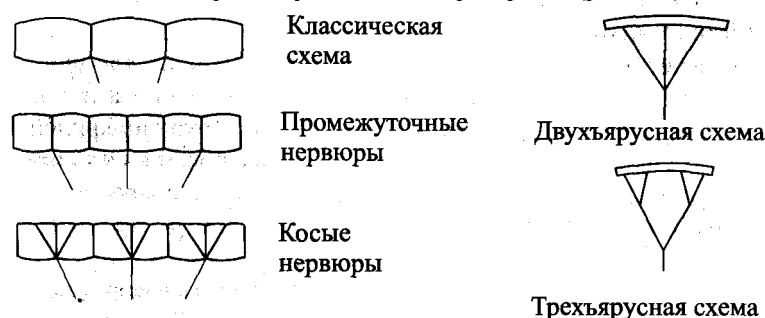 Классическая
схема
Промежуточные
нервюры
Косые
нервюры
Двухъярусная схема
Трехъярусная схема